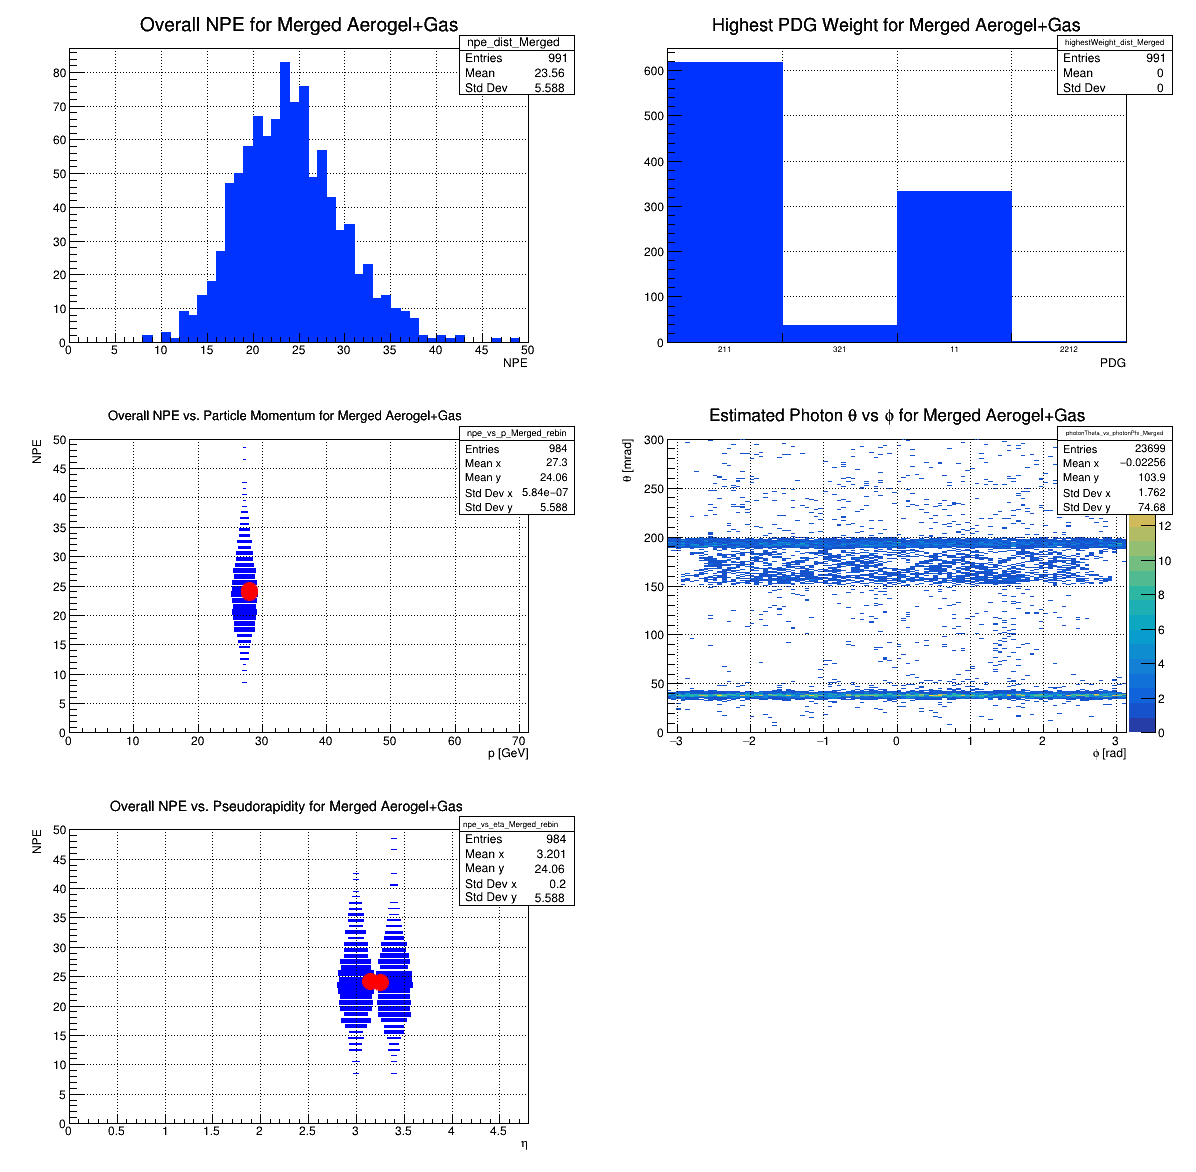 Overall NPE for Merged Aerogel+Gas
npe_dist_Merged
Entries 991
Mean 23.56
Std Dev 5.588
80
70
60
50
40
30
20
10
0
0 5 10 15 20 25 30 35 40 45 50
NPE
Highest PDG Weight for Merged Aerogel+Gas
highestWeight_dist_Merged
Entries 991
Mean 0
Std Dev 0
600
500
400
300
200
100
0
211 321 11 2212
PDG
Overall NPE vs. Particle Momentum for Merged Aerogel+Gas
npe_vs_p_Merged_rebin
Entries 984
Mean x 27.3
Mean y 24.06
Std Dev x 5.84e−07
Std Dev y 5.588
NPE
50
45
40
35
30
25
20
15
10
5
0
0 10 20 30 40 50 60 70
p [GeV]
Estimated Photon θ vs ϕ for Merged Aerogel+Gas
photonTheta_vs_photonPhi_Merged
Entries 23699
Mean x −0.02256
Mean y 103.9
Std Dev x 1.762
Std Dev y 74.68
θ [mrad]
300
250
200
150
100
50
0
−3 −2 −1 0 1 2 3
ϕ [rad]
12
10
8
6
4
2
0
Overall NPE vs. Pseudorapidity for Merged Aerogel+Gas
npe_vs_eta_Merged_rebin
Entries 984
Mean x 3.201
Mean y 24.06
Std Dev x 0.2
Std Dev y 5.588
NPE
50
45
40
35
30
25
20
15
10
5
0
0 0.5 1 1.5 2 2.5 3 3.5 4 4.5
η